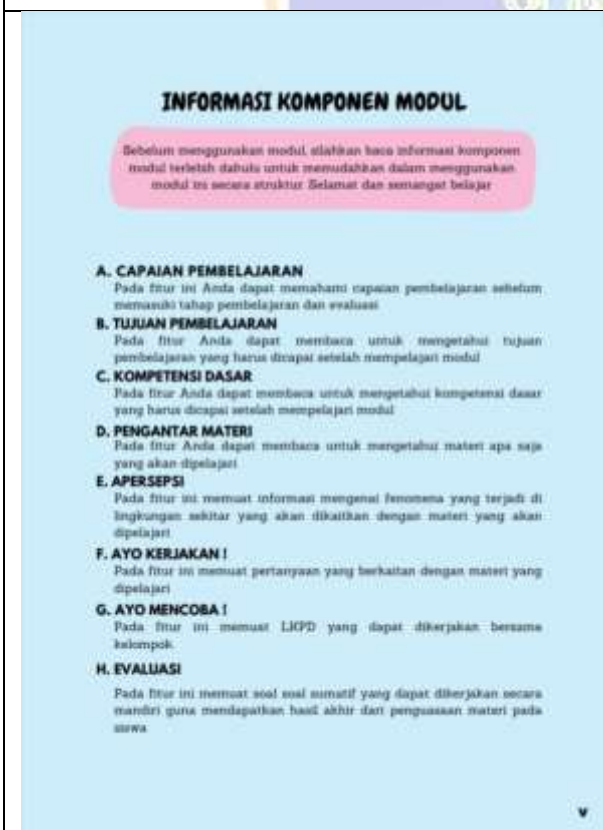 INFORMASI KOMPONEN MODUL
Sebelum menggunakan modul, silahkan baca informasi komponen
modul terlebih dahulu untuk memudahkan dalam menggunakan
modul ini secara struktur. Selamat dan semangat belajar
A. CAPAIAN PEMBELAJARAN
Pada fitur ini Anda dapat memahami capaian pembelajaran sebelum
memasuki tahap pembelajaran dan evaluasi
B. TUJUAN PEMBELAJARAN
Pada fitur Anda dapat membaca untuk mengetahui tujuan
pembelajaran yang harus dicapai setelah mempelajari modul
C. KOMPETENSI DASAR
Pada fitur Anda dapat membaca untuk mengetahui kompetensi dasar
yang harus dicapai setelah mempelajari modul
D. PENGANTAR MATERI
Pada fitur Anda dapat membaca untuk mengetahui materi apa saja
yang akan dipelajari
E. APERSEPSI
Pada fitur ini memuat informasi mengenai fenomena yang terjadi di
lingkungan sekitar yang akan dikaitkan dengan materi yang akan
dipelajari
F. AYO KERJAKAN !
Pada fitur ini memuat pertanyaan yang berkaitan dengan materi yang
dipelajari
G. AYO MENCOBA !
Pada fitur ini memuat LKPD yang dapat dikerjakan bersama
kelompok.
H. EVALUASI
Pada fitur ini memuat soal soal sumatif yang dapat dikerjakan secara
mandiri guna mendapatkan hasil akhir dari penguasaan materi pada
siswa
v